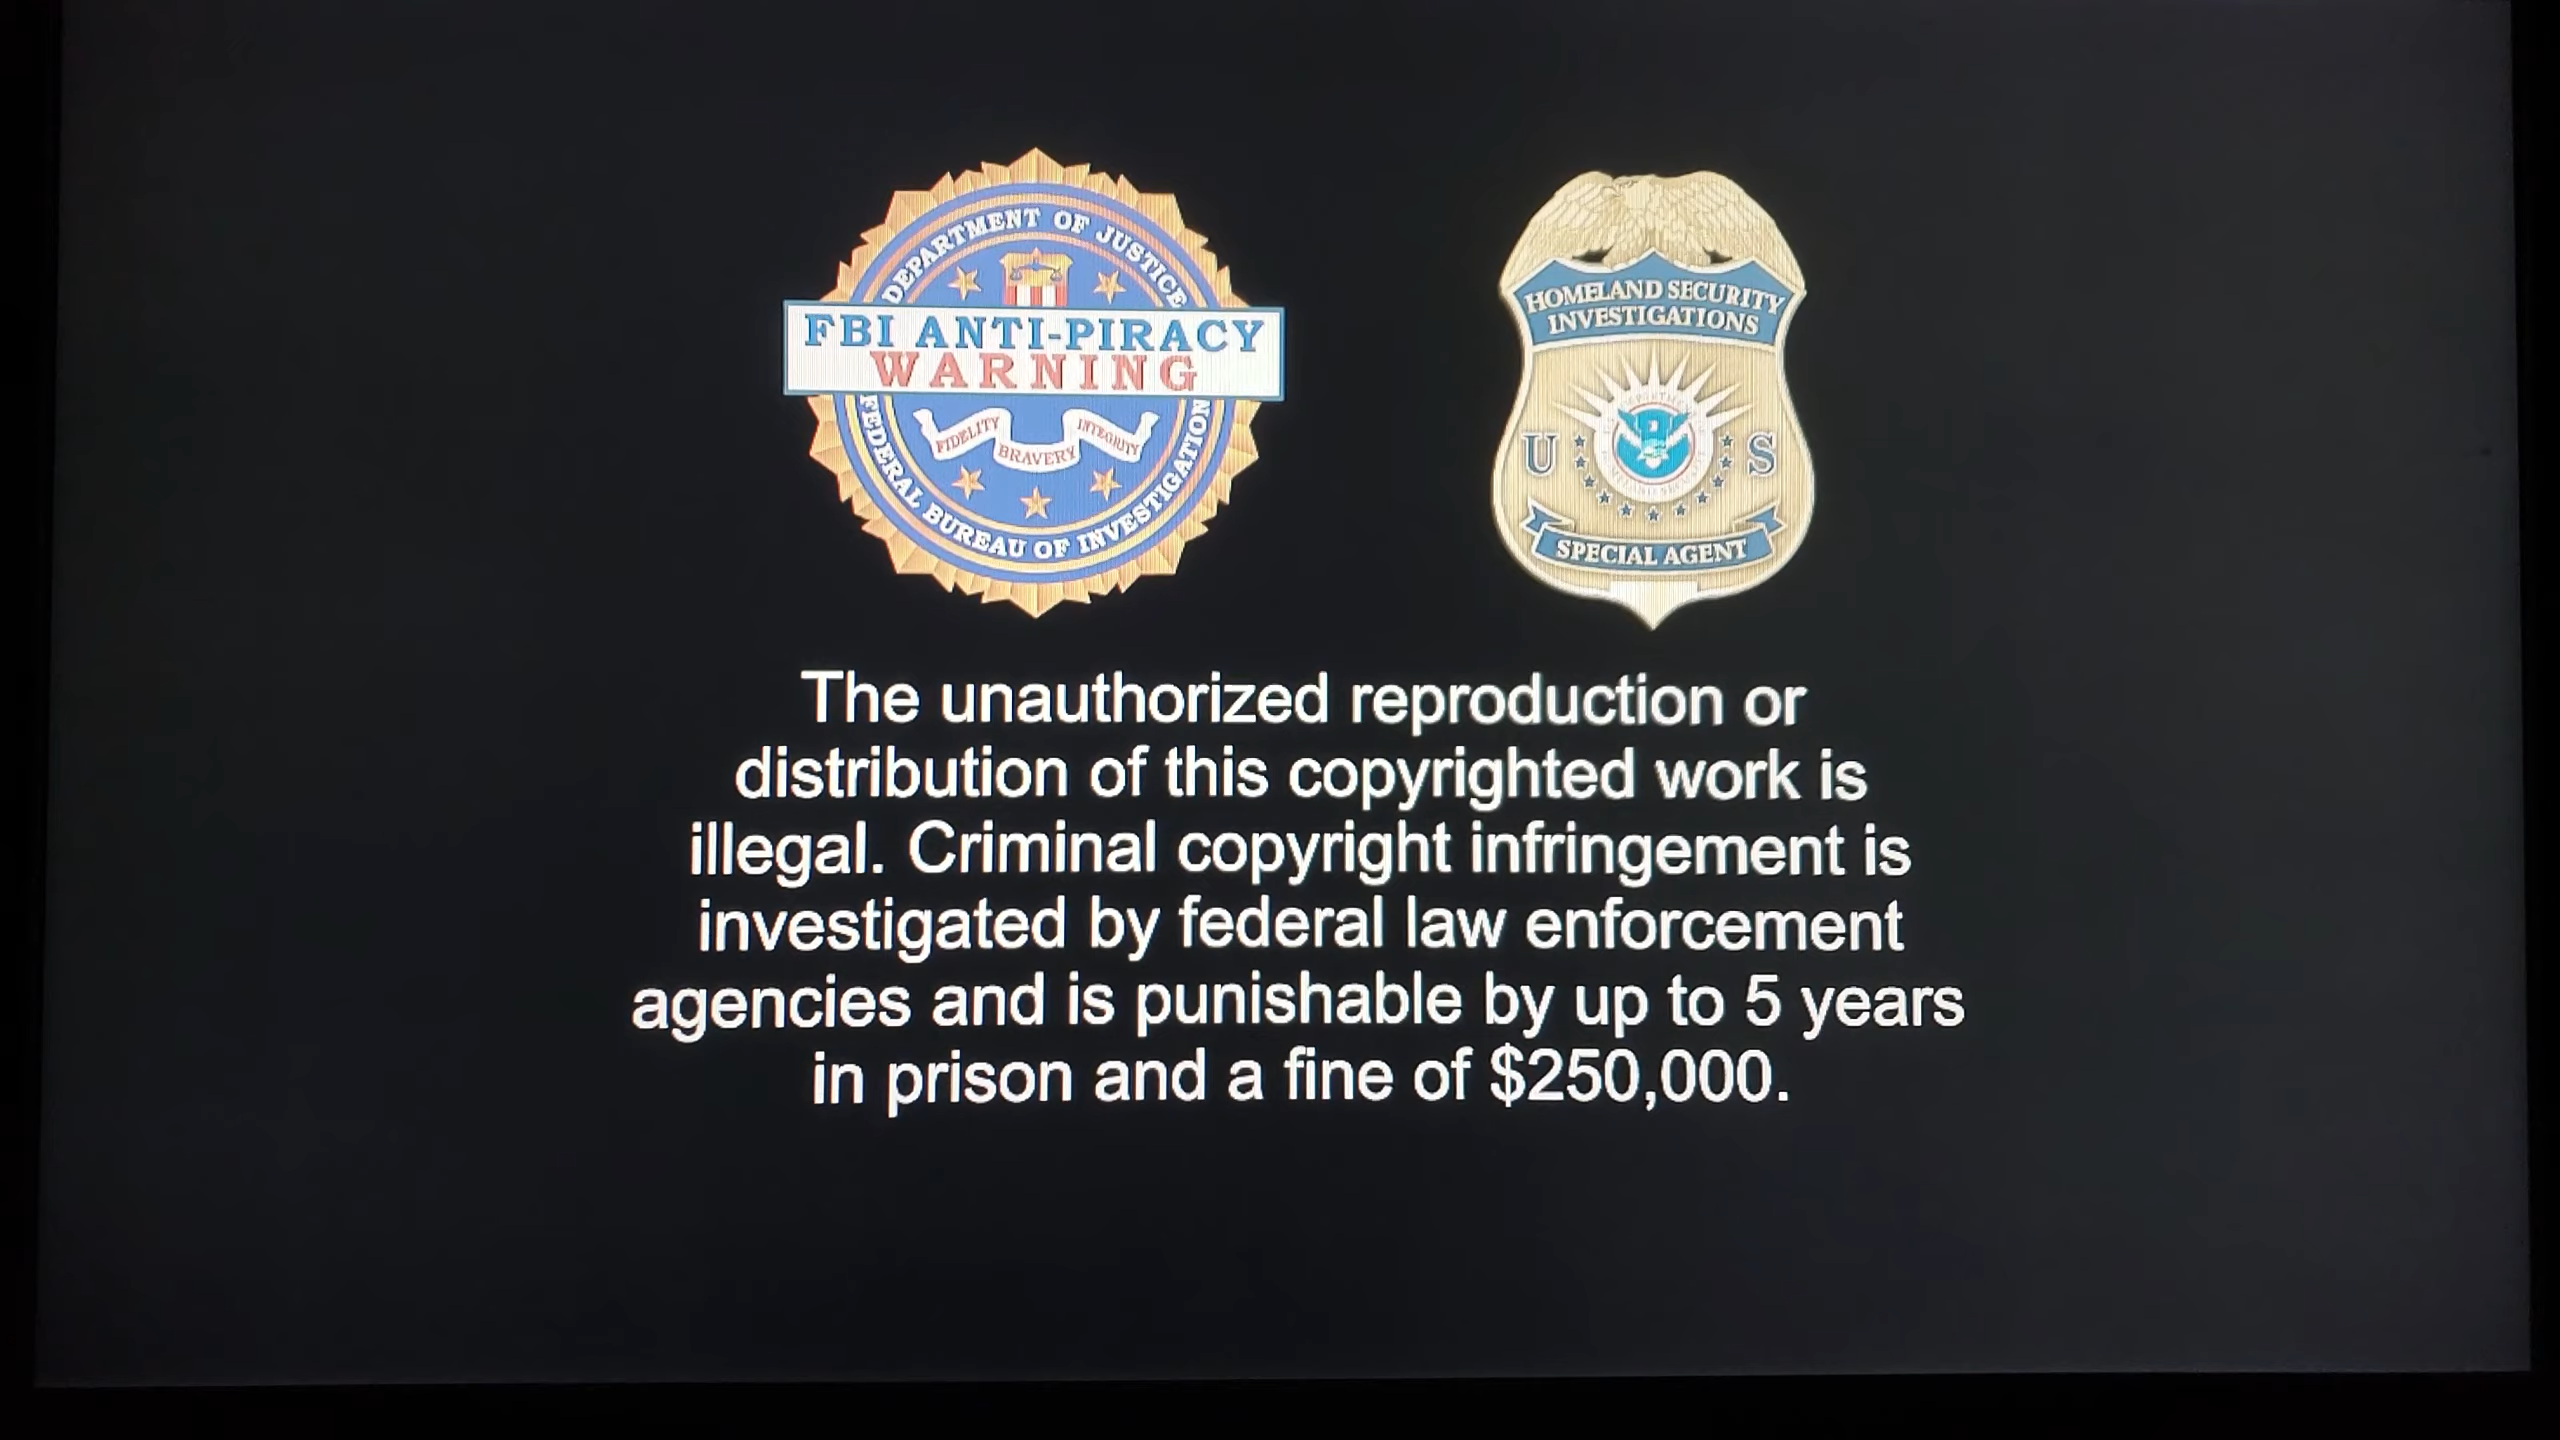 DEPARTMENT OF JUSTICE
FBI ANTI-PIRACY
WARNING
FIDELITY
BRAVERY
INTEGRITY
FEDERAL BUREAU OF INVESTIGATION
HOMELAND SECURITY
INVESTIGATIONS
U S
SPECIAL AGENT
The unauthorized reproduction or
distribution of this copyrighted work is
illegal. Criminal copyright infringement is
investigated by federal law enforcement
agencies and is punishable by up to 5 years
in prison and a fine of $250,000.